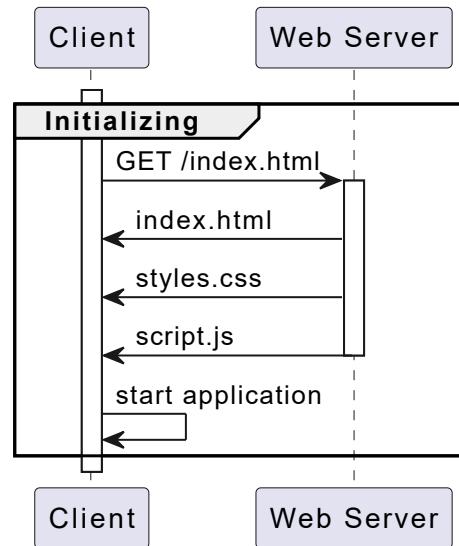 Client Web Server
Initializing
GET /index.html
index.html
styles.css
script.js
start application
Client Web Server